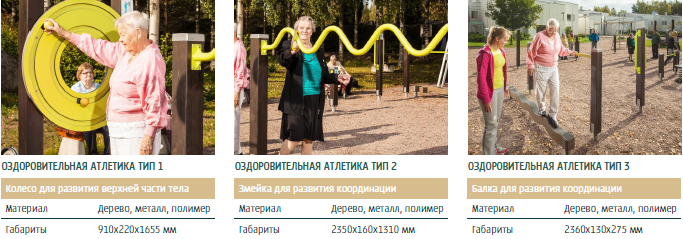 ОЗДОРОВИТЕЛЬНАЯ АТЛЕТИКА ТИП 1
Колесо для развития верхней части тела
Материал Дерево, металл, полимер
Габариты 910x220x1655 мм
ОЗДОРОВИТЕЛЬНАЯ АТЛЕТИКА ТИП 2
Змейка для развития координации
Материал Дерево, металл, полимер
Габариты 2350x160x1310 мм
ОЗДОРОВИТЕЛЬНАЯ АТЛЕТИКА ТИП 3
Балка для развития координации
Материал Дерево, металл, полимер
Габариты 2360x130x275 мм